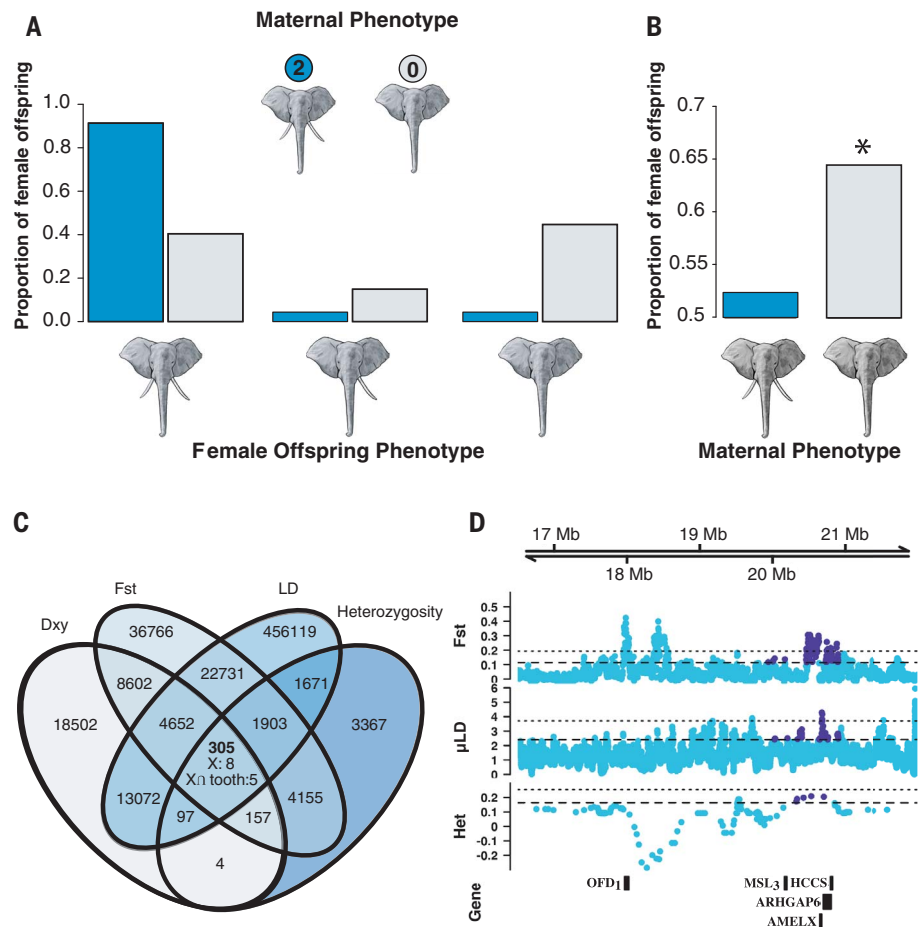 A
Maternal Phenotype
2
0
Proportion of female offspring
1.0
0.8
0.6
0.4
0.2
0.0
Female Offspring Phenotype
B
Proportion of female offspring
0.7
0.65
0.6
0.55
0.5
*
Maternal Phenotype
C
Dxy
Fst
LD
Heterozygosity
36766
456119
8602
22731
1671
18502
4652
1903
3367
305
X: 8
X∩ tooth:5
13072
97
157
4155
4
D
17 Mb
19 Mb
21 Mb
18 Mb
20 Mb
Fst
0.5
0.4
0.3
0.2
0.1
0
μLD
6
5
4
3
2
1
0
Het
0.2
0.0
-0.2
Gene
OFD1
MSL3
HCCS
ARHGAP6
AMELX